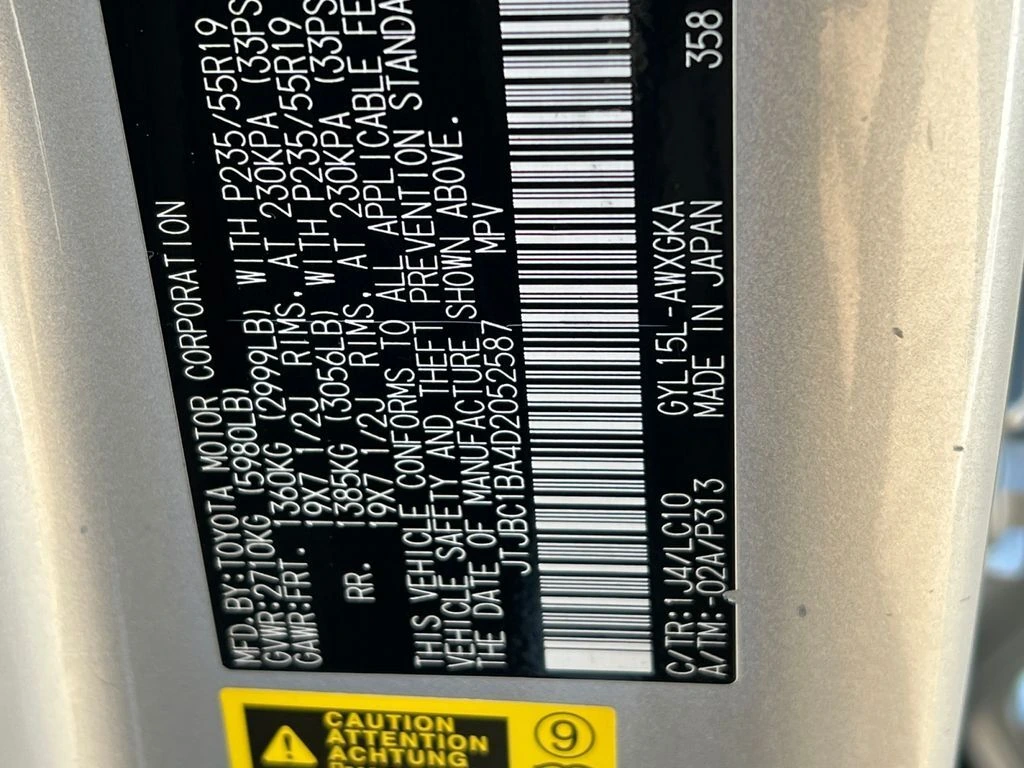 MFD.BY:TOYOTA MOTOR CORPORATION
GVWR:2710KG (5980LB)
GAWR:FRT. 1360KG (2999LB) WITH P235/55R19
19X7 1/2J RIMS, AT 230KPA (33PS
RR. 1385KG (3056LB) WITH P235/55R19
19X7 1/2J RIMS, AT 230KPA (33PS
THIS VEHICLE CONFORMS TO ALL APPLICABLE FE
VEHICLE SAFETY AND THEFT PREVENTION STANDA
THE DATE OF MANUFACTURE SHOWN ABOVE.
JTJBC1BA4D2052587 MPV
C/TR:1J4/LC10 GYL15L-AWXGKA
A/TM:-02A/P313 MADE IN JAPAN 358
CAUTION
ATTENTION
ACHTUNG
9